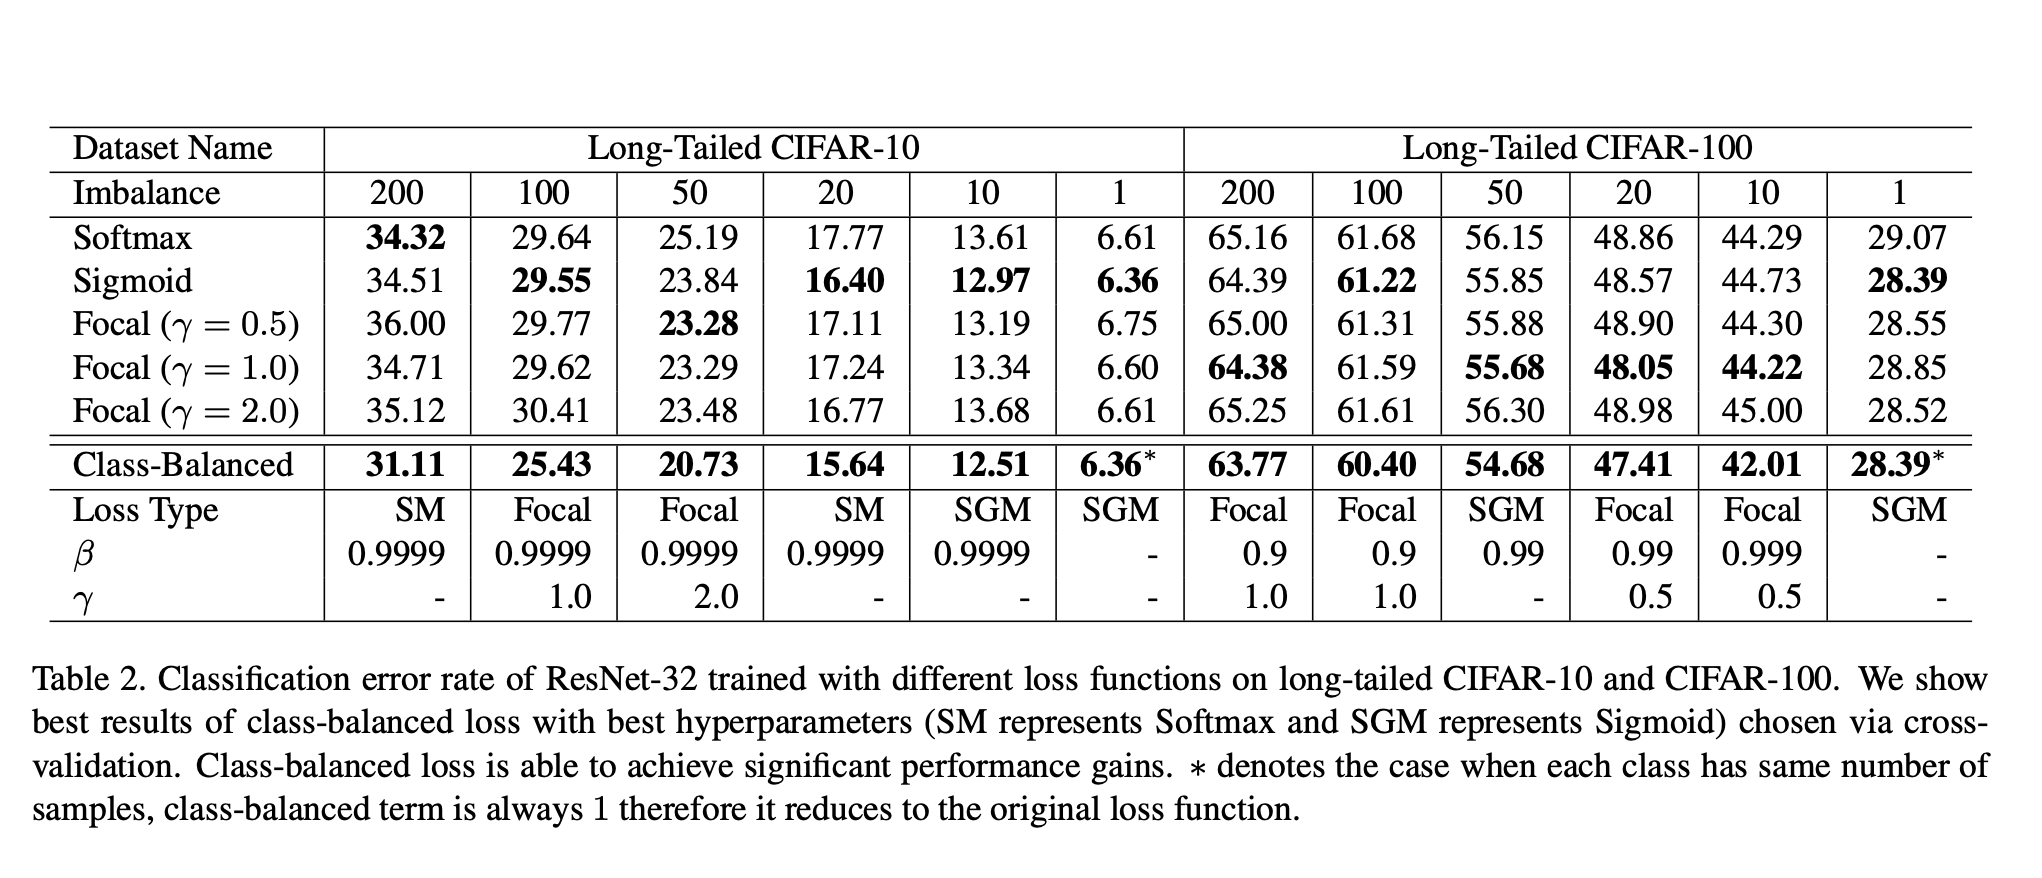 Dataset Name Long-Tailed CIFAR-10 Long-Tailed CIFAR-100
Imbalance 200 100 50 20 10 1 200 100 50 20 10 1
Softmax 34.32 29.64 25.19 17.77 13.61 6.61 65.16 61.68 56.15 48.86 44.29 29.07
Sigmoid 34.51 29.55 23.84 16.40 12.97 6.36 64.39 61.22 55.85 48.57 44.73 28.39
Focal (γ = 0.5) 36.00 29.77 23.28 17.11 13.19 6.75 65.00 61.31 55.88 48.90 44.30 28.55
Focal (γ = 1.0) 34.71 29.62 23.29 17.24 13.34 6.60 64.38 61.59 55.68 48.05 44.22 28.85
Focal (γ = 2.0) 35.12 30.41 23.48 16.77 13.68 6.61 65.25 61.61 56.30 48.98 45.00 28.52
Class-Balanced 31.11 25.43 20.73 15.64 12.51 6.36* 63.77 60.40 54.68 47.41 42.01 28.39*
Loss Type SM Focal Focal SM SGM SGM Focal Focal SGM Focal Focal SGM
β 0.9999 0.9999 0.9999 0.9999 0.9999 - 0.9 0.9 0.99 0.99 0.999 -
γ - 1.0 2.0 - - - 1.0 1.0 - 0.5 0.5 -
Table 2. Classification error rate of ResNet-32 trained with different loss functions on long-tailed CIFAR-10 and CIFAR-100. We show
best results of class-balanced loss with best hyperparameters (SM represents Softmax and SGM represents Sigmoid) chosen via cross-
validation. Class-balanced loss is able to achieve significant performance gains. * denotes the case when each class has same number of
samples, class-balanced term is always 1 therefore it reduces to the original loss function.